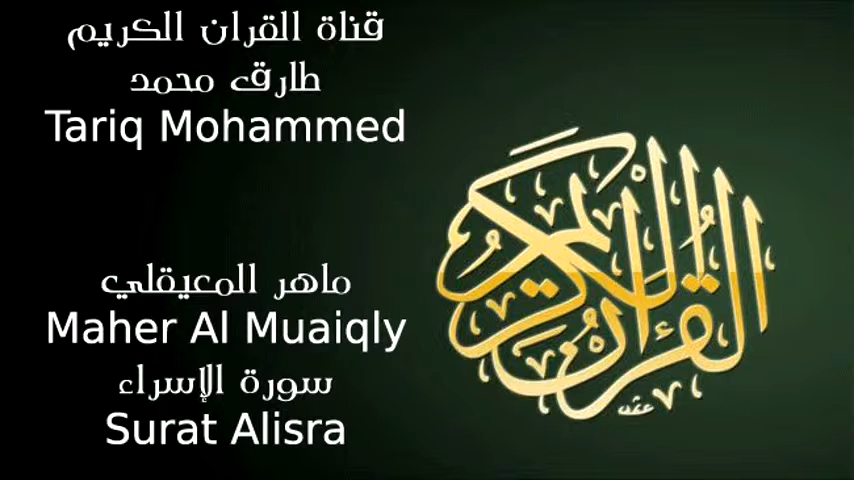 قناة القران الكريم
طارق محمد
Tariq Mohammed
ماهر المعيقلي
Maher Al Muaiqly
سورة الإسراء
Surat Alisra
القرآن الكريم